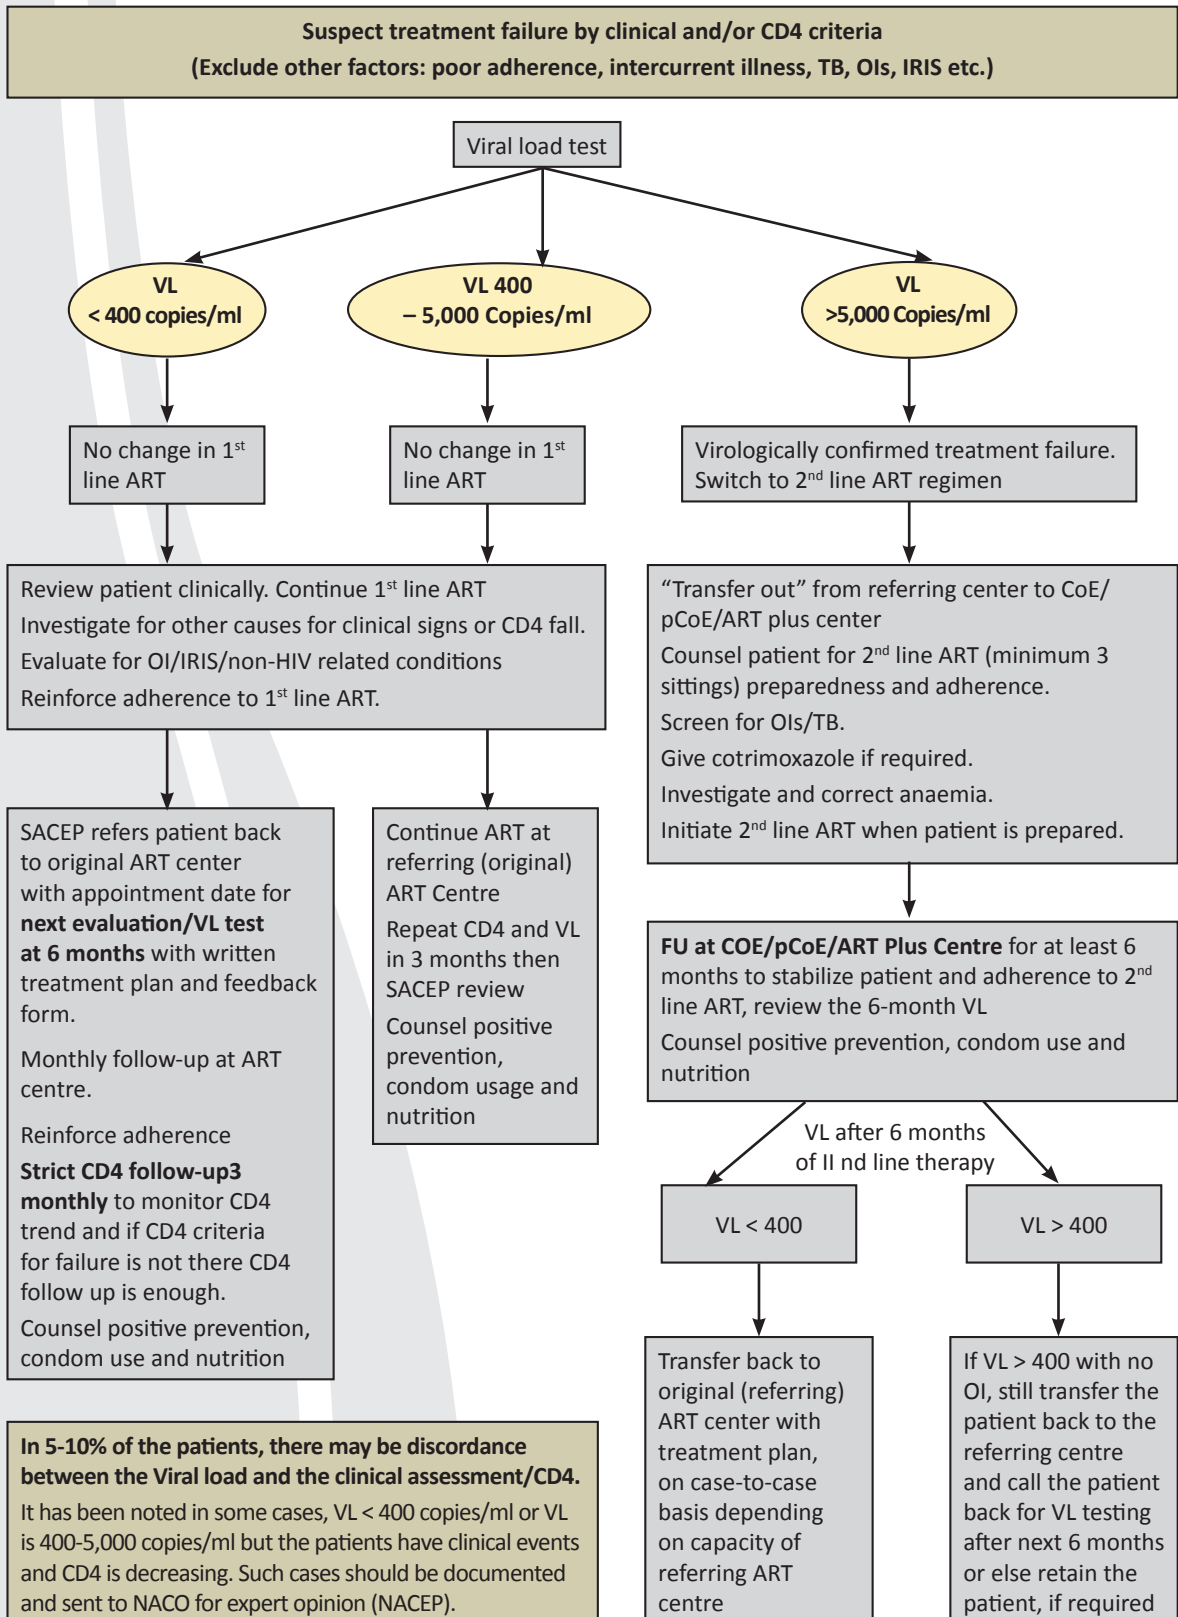 Suspect treatment failure by clinical and/or CD4 criteria
(Exclude other factors: poor adherence, intercurrent illness, TB, OIs, IRIS etc.)
Viral load test
VL
< 400 copies/ml
VL 400
– 5,000 Copies/ml
VL
>5,000 Copies/ml
No change in 1st
line ART
No change in 1st
line ART
Virologically confirmed treatment failure.
Switch to 2nd line ART regimen
Review patient clinically. Continue 1st line ART
Investigate for other causes for clinical signs or CD4 fall.
Evaluate for OI/IRIS/non-HIV related conditions
Reinforce adherence to 1st line ART.
“Transfer out” from referring center to CoE/
pCoE/ART plus center
Counsel patient for 2nd line ART (minimum 3
sittings) preparedness and adherence.
Screen for OIs/TB.
Give cotrimoxazole if required.
Investigate and correct anaemia.
Initiate 2nd line ART when patient is prepared.
SACEP refers patient back
to original ART center
with appointment date for
next evaluation/VL test
at 6 months with written
treatment plan and feedback
form.
Monthly follow-up at ART
centre.
Reinforce adherence
Strict CD4 follow-up3
monthly to monitor CD4
trend and if CD4 criteria
for failure is not there CD4
follow up is enough.
Counsel positive prevention,
condom use and nutrition
Continue ART at
referring (original)
ART Centre
Repeat CD4 and VL
in 3 months then
SACEP review
Counsel positive
prevention,
condom usage and
nutrition
FU at COE/pCoE/ART Plus Centre for at least 6
months to stabilize patient and adherence to 2nd
line ART, review the 6-month VL
Counsel positive prevention, condom use and
nutrition
VL after 6 months
of II nd line therapy
VL < 400
VL > 400
Transfer back to
original (referring)
ART center with
treatment plan,
on case-to-case
basis depending
on capacity of
referring ART
centre
If VL > 400 with no
OI, still transfer the
patient back to the
referring centre
and call the patient
back for VL testing
after next 6 months
or else retain the
patient, if required
In 5-10% of the patients, there may be discordance
between the Viral load and the clinical assessment/CD4.
It has been noted in some cases, VL < 400 copies/ml or VL
is 400-5,000 copies/ml but the patients have clinical events
and CD4 is decreasing. Such cases should be documented
and sent to NACO for expert opinion (NACEP).